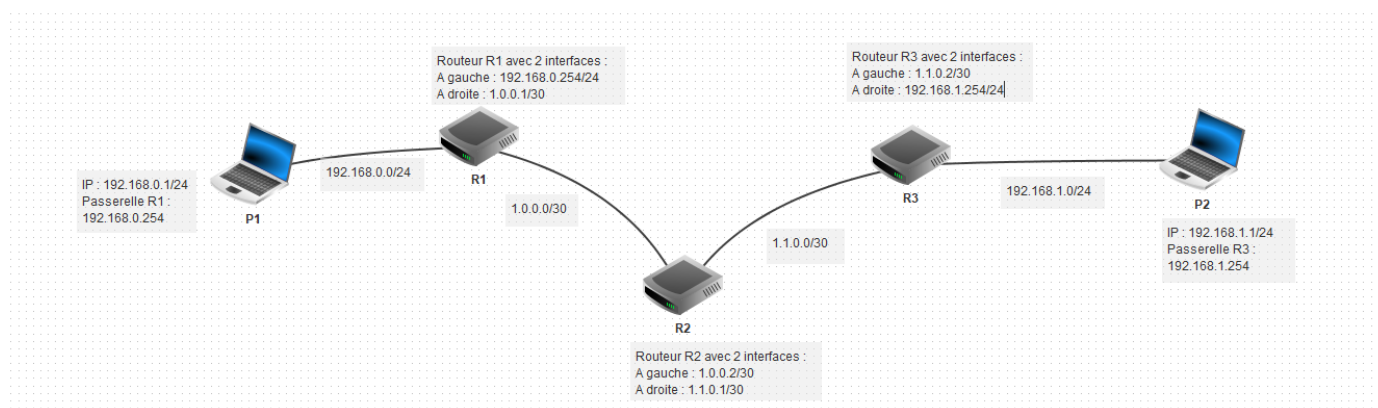 Routeur R1 avec 2 interfaces :
A gauche : 192.168.0.254/24
A droite : 1.0.0.1/30
Routeur R3 avec 2 interfaces :
A gauche : 1.1.0.2/30
A droite : 192.168.1.254/24
192.168.0.0/24
R1
IP : 192.168.0.1/24
Passerelle R1 :
192.168.0.254
P1
1.0.0.0/30
R3
192.168.1.0/24
P2
1.1.0.0/30
IP : 192.168.1.1/24
Passerelle R3 :
192.168.1.254
R2
Routeur R2 avec 2 interfaces :
A gauche : 1.0.0.2/30
A droite : 1.1.0.1/30